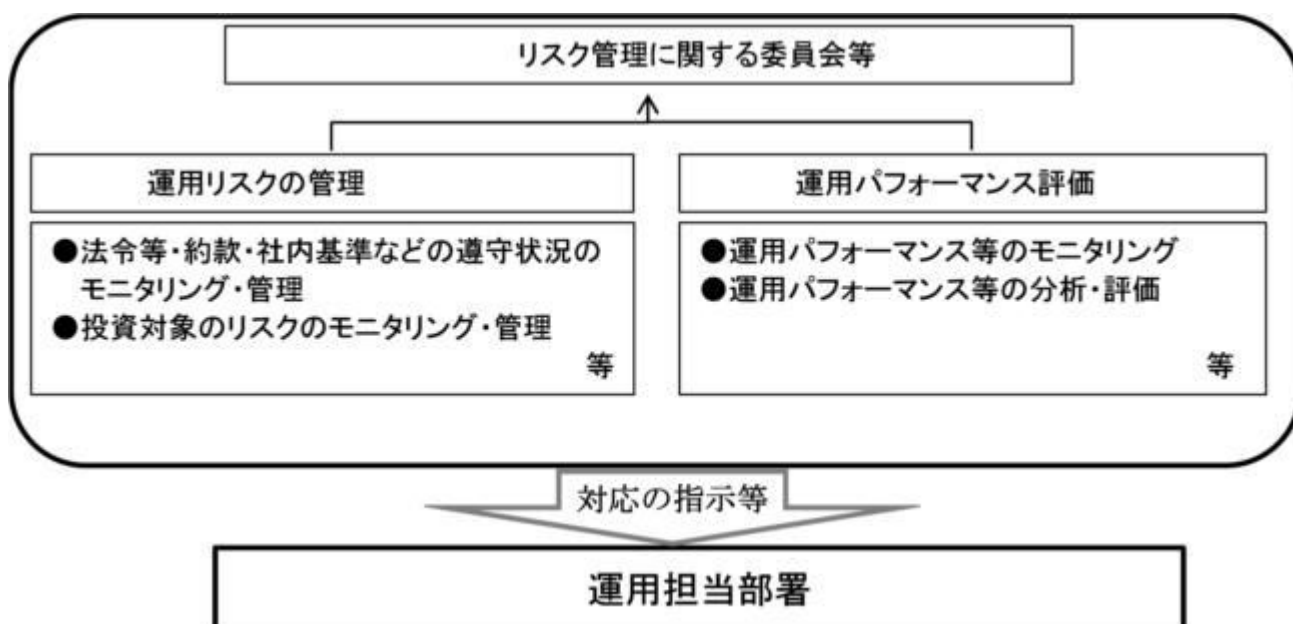 リスク管理に関する委員会等
運用リスクの管理
●法令等・約款・社内基準などの遵守状況の
モニタリング・管理
●投資対象のリスクのモニタリング・管理
等
運用パフォーマンス評価
●運用パフォーマンス等のモニタリング
●運用パフォーマンス等の分析・評価
等
対応の指示等
運用担当部署